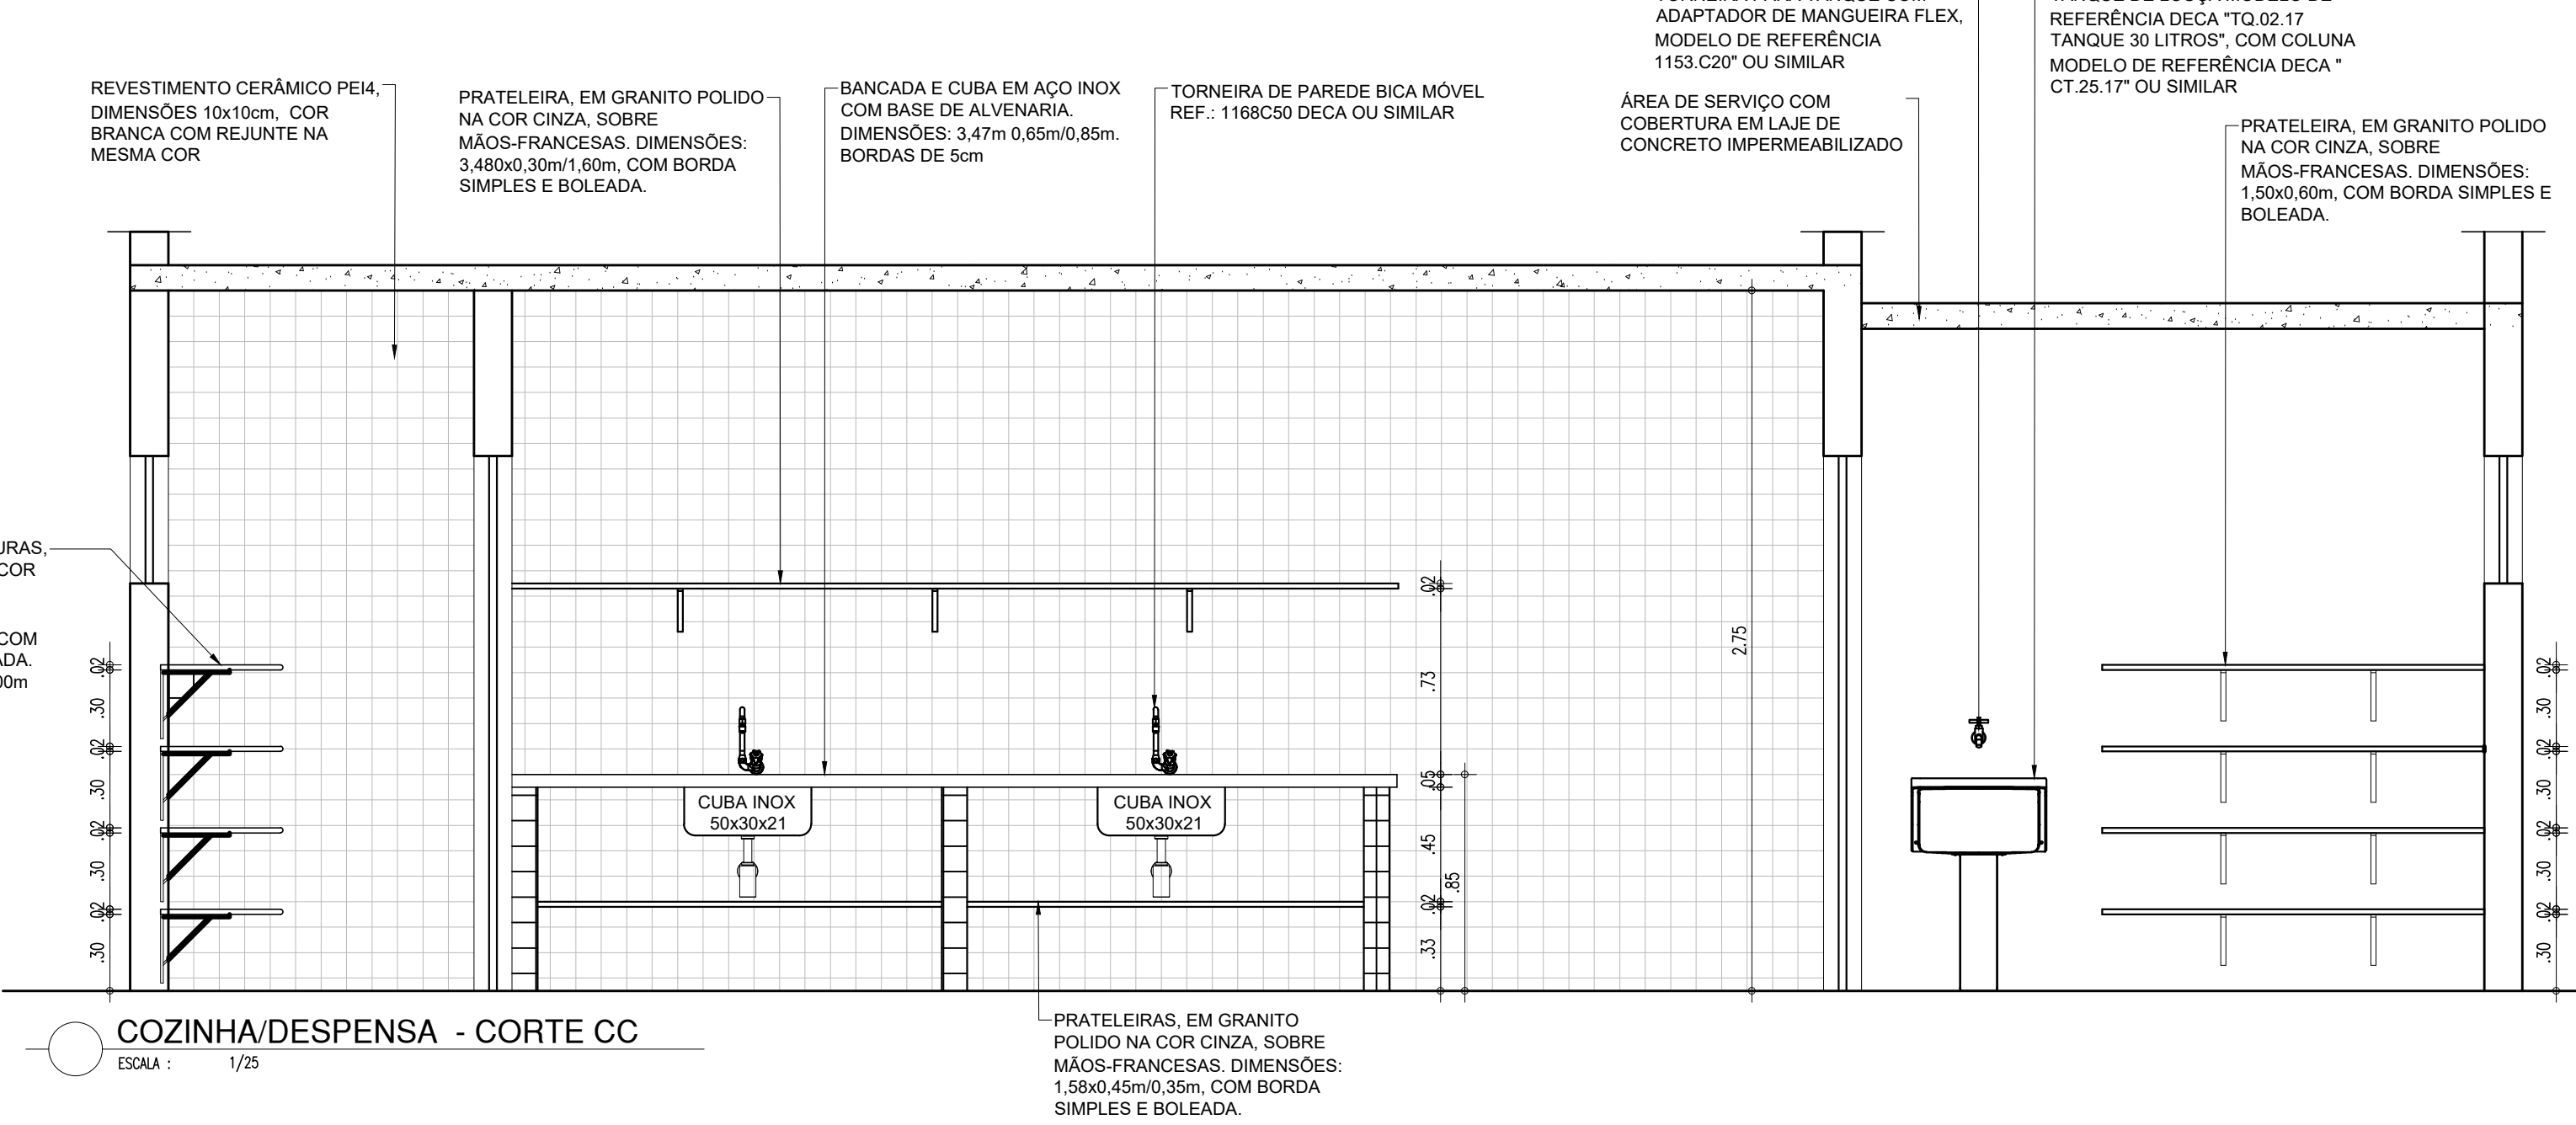 ADAPTADOR DE MANGUEIRA FLEX,
MODELO DE REFERÊNCIA
1153.C20" OU SIMILAR
REFERÊNCIA DECA "TQ.02.17
TANQUE 30 LITROS", COM COLUNA
MODELO DE REFERÊNCIA DECA "
CT.25.17" OU SIMILAR
REVESTIMENTO CERÂMICO PEI4,
DIMENSÕES 10x10cm, COR
BRANCA COM REJUNTE NA
MESMA COR
PRATELEIRA, EM GRANITO POLIDO
NA COR CINZA, SOBRE
MÃOS-FRANCESAS. DIMENSÕES:
3,480x0,30m/1,60m, COM BORDA
SIMPLES E BOLEADA.
BANCADA E CUBA EM AÇO INOX
COM BASE DE ALVENARIA.
DIMENSÕES: 3,47m 0,65m/0,85m.
BORDAS DE 5cm
TORNEIRA DE PAREDE BICA MÓVEL
REF.: 1168C50 DECA OU SIMILAR
ÁREA DE SERVIÇO COM
COBERTURA EM LAJE DE
CONCRETO IMPERMEABILIZADO
PRATELEIRA, EM GRANITO POLIDO
NA COR CINZA, SOBRE
MÃOS-FRANCESAS. DIMENSÕES:
1,50x0,60m, COM BORDA SIMPLES E
BOLEADA.
URAS,
COR
COM
ADA.
00m
.02
.30
.02
.30
.02
.30
.02
.30
CUBA INOX
50x30x21
CUBA INOX
50x30x21
.02
.73
.05
.45
.85
.02
.33
2.75
.02
.30
.02
.30
.02
.30
.02
.30
COZINHA/DESPENSA - CORTE CC
ESCALA : 1/25
PRATELEIRAS, EM GRANITO
POLIDO NA COR CINZA, SOBRE
MÃOS-FRANCESAS. DIMENSÕES:
1,58x0,45m/0,35m, COM BORDA
SIMPLES E BOLEADA.